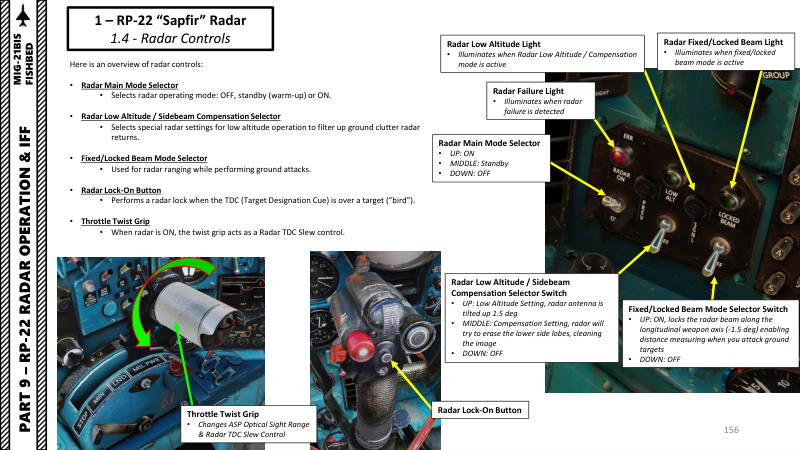 MIG-21BIS
FISHBED
PART 9 – RP-22 RADAR OPERATION & IFF
1 – RP-22 “Sapfir” Radar
1.4 - Radar Controls
Here is an overview of radar controls:
• Radar Main Mode Selector
• Selects radar operating mode: OFF, standby (warm-up) or ON.
• Radar Low Altitude / Sidebeam Compensation Selector
• Selects special radar settings for low altitude operation to filter up ground clutter radar
returns.
• Fixed/Locked Beam Mode Selector
• Used for radar ranging while performing ground attacks.
• Radar Lock-On Button
• Performs a radar lock when the TDC (Target Designation Cue) is over a target (“bird”).
• Throttle Twist Grip
• When radar is ON, the twist grip acts as a Radar TDC Slew control.
Radar Low Altitude Light
• Illuminates when Radar Low Altitude / Compensation
mode is active
Radar Fixed/Locked Beam Light
• Illuminates when fixed/locked
beam mode is active
Radar Failure Light
• Illuminates when radar
failure is detected
Radar Main Mode Selector
• UP: ON
• MIDDLE: Standby
• DOWN: OFF
GROUP
ERR
RADAR
ON
LOW
ALT
LOCKED
BEAM
1
2
3
4
5
Radar Low Altitude / Sidebeam
Compensation Selector Switch
• UP: Low Altitude Setting, radar antenna is
tilted up 1.5 deg
• MIDDLE: Compensation Setting, radar will
try to erase the lower side lobes, cleaning
the image
• DOWN: OFF
Fixed/Locked Beam Mode Selector Switch
• UP: ON, locks the radar beam along the
longitudinal weapon axis (-1.5 deg) enabling
distance measuring when you attack ground
targets
• DOWN: OFF
STOP
MIN
LND
MIL.PWR
Throttle Twist Grip
• Changes ASP Optical Sight Range
& Radar TDC Slew Control
Radar Lock-On Button
156